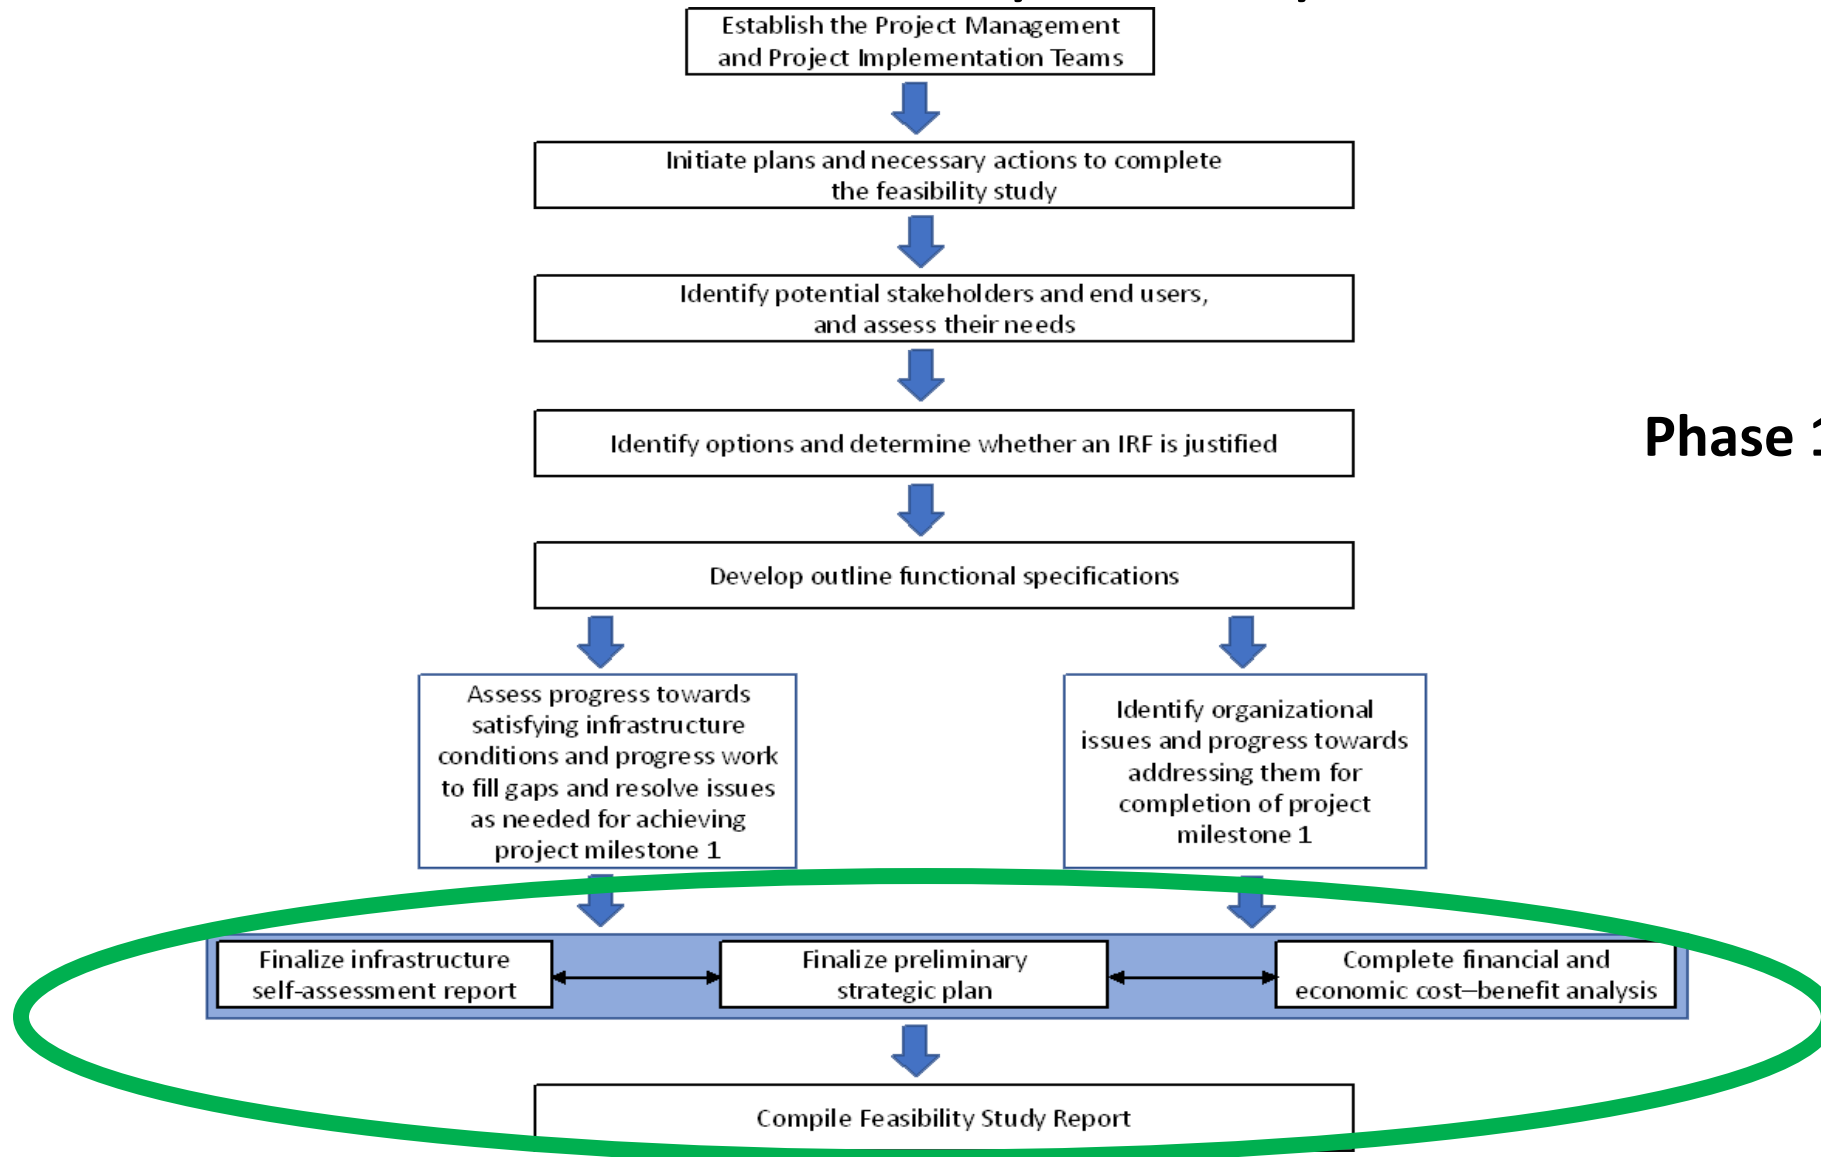 Establish the Project Management
and Project Implementation Teams
Initiate plans and necessary actions to complete
the feasibility study
Identify potential stakeholders and end users,
and assess their needs
Identify options and determine whether an IRF is justified
Phase 1
Develop outline functional specifications
Assess progress towards
satisfying infrastructure
conditions and progress work
to fill gaps and resolve issues
as needed for achieving
project milestone 1
Identify organizational
issues and progress towards
addressing them for
completion of project
milestone 1
Finalize infrastructure
self-assessment report
Finalize preliminary
strategic plan
Complete financial and
economic cost–benefit analysis
Compile Feasibility Study Report